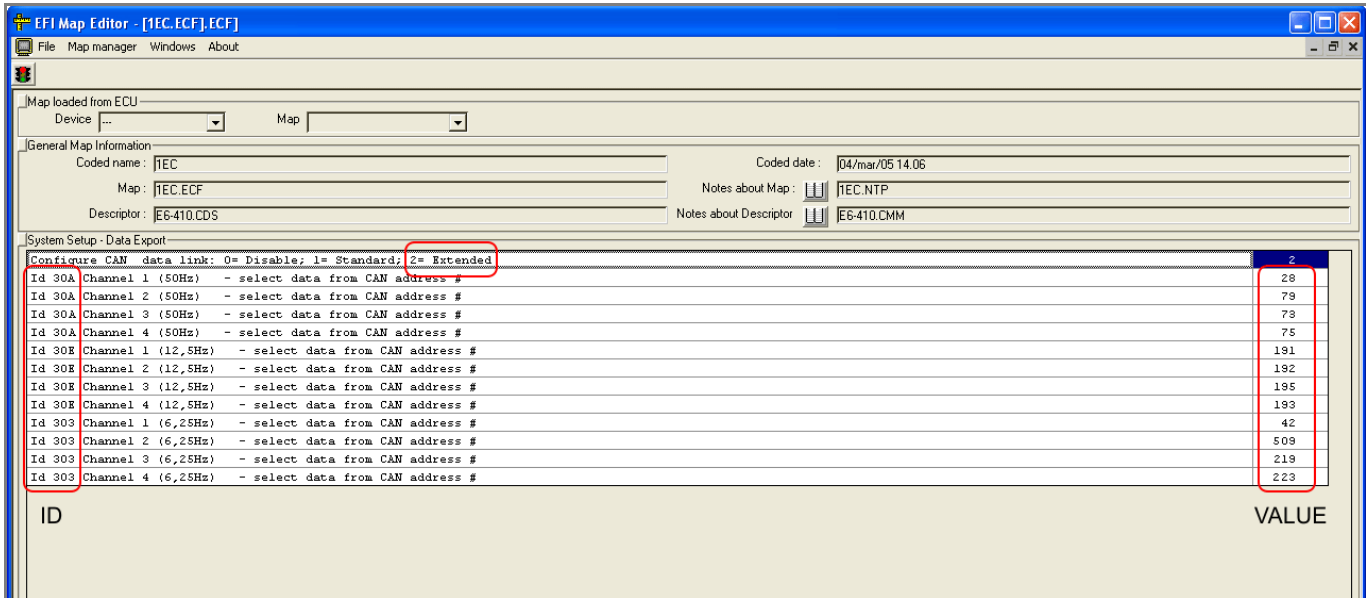 EFI Map Editor - [1EC.ECF].ECF]
File Map manager Windows About
Map loaded from ECU
Device ... Map
General Map Information
Coded name : 1EC Coded date : 04/mar/05 14.06
Map : 1EC.ECF Notes about Map : 1EC.NTP
Descriptor : E6-410.CDS Notes about Descriptor E6-410.CMM
System Setup - Data Export
Configure CAN data link: 0= Disable; 1= Standard; 2= Extended 2
Id 30A Channel 1 (50Hz) - select data from CAN address # 28
Id 30A Channel 2 (50Hz) - select data from CAN address # 79
Id 30A Channel 3 (50Hz) - select data from CAN address # 73
Id 30A Channel 4 (50Hz) - select data from CAN address # 75
Id 30E Channel 1 (12,5Hz) - select data from CAN address # 191
Id 30E Channel 2 (12,5Hz) - select data from CAN address # 192
Id 30E Channel 3 (12,5Hz) - select data from CAN address # 195
Id 30E Channel 4 (12,5Hz) - select data from CAN address # 193
Id 303 Channel 1 (6,25Hz) - select data from CAN address # 42
Id 303 Channel 2 (6,25Hz) - select data from CAN address # 509
Id 303 Channel 3 (6,25Hz) - select data from CAN address # 219
Id 303 Channel 4 (6,25Hz) - select data from CAN address # 223
ID VALUE